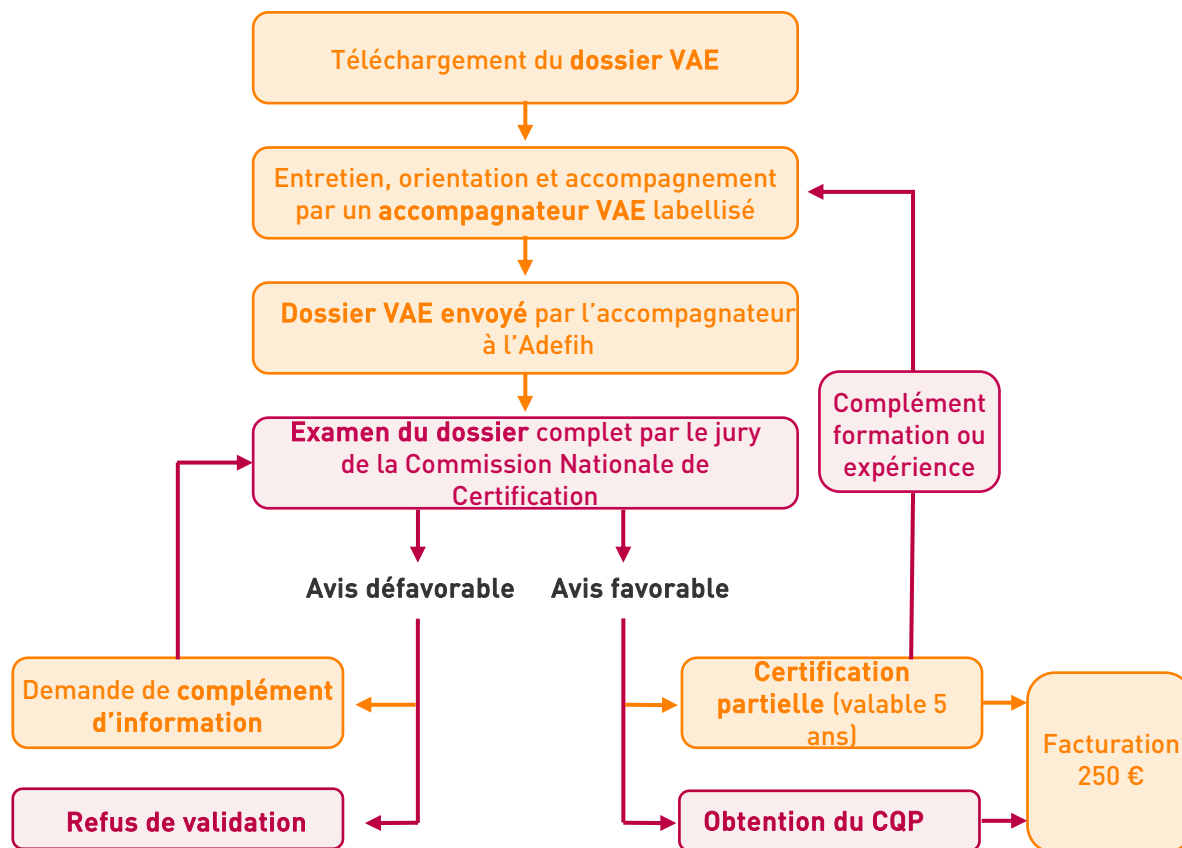 Téléchargement du dossier VAE
Entretien, orientation et accompagnement
par un accompagnateur VAE labellisé
Dossier VAE envoyé par l'accompagnateur
à l'Adefih
Complément
formation ou
expérience
Examen du dossier complet par le jury
de la Commission Nationale de
Certification
Avis défavorable
Avis favorable
Demande de complément
d'information
Certification
partielle (valable 5
ans)
Facturation
250 €
Refus de validation
Obtention du CQP